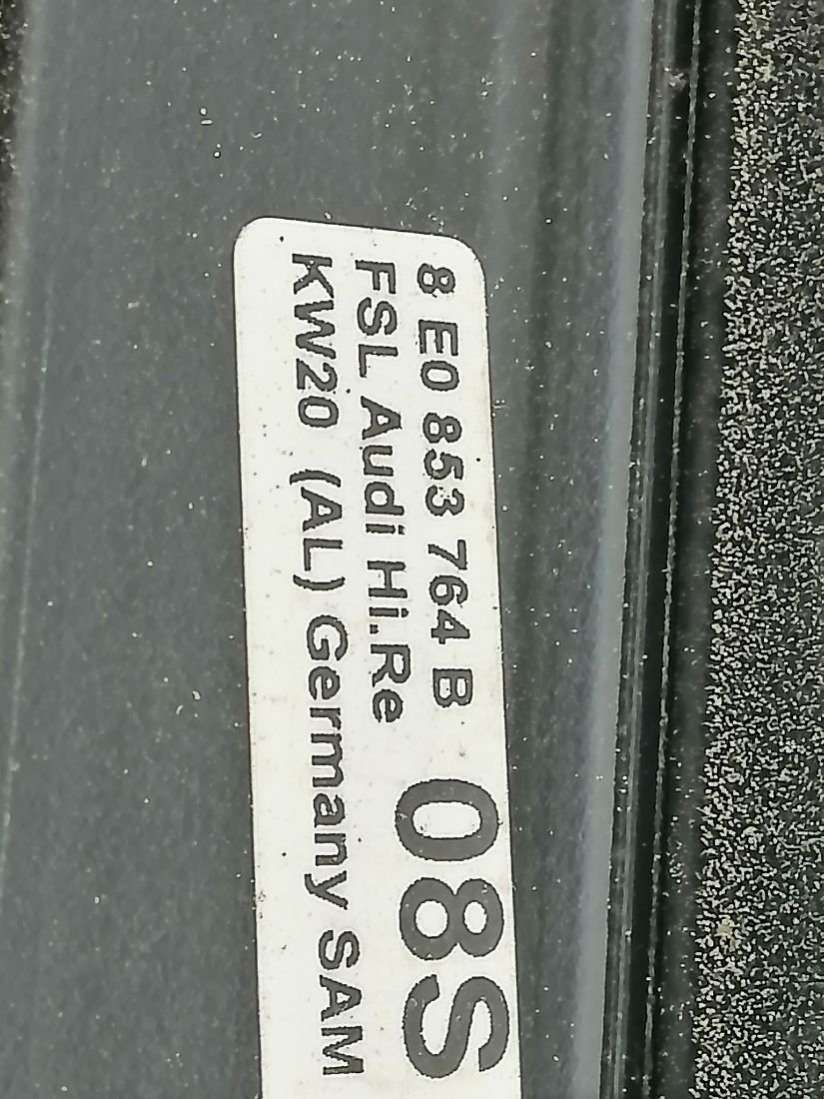 8 E0 853 764 B
FSL Audi Hi.Re
KW20 (AL) Germany SAM
08S